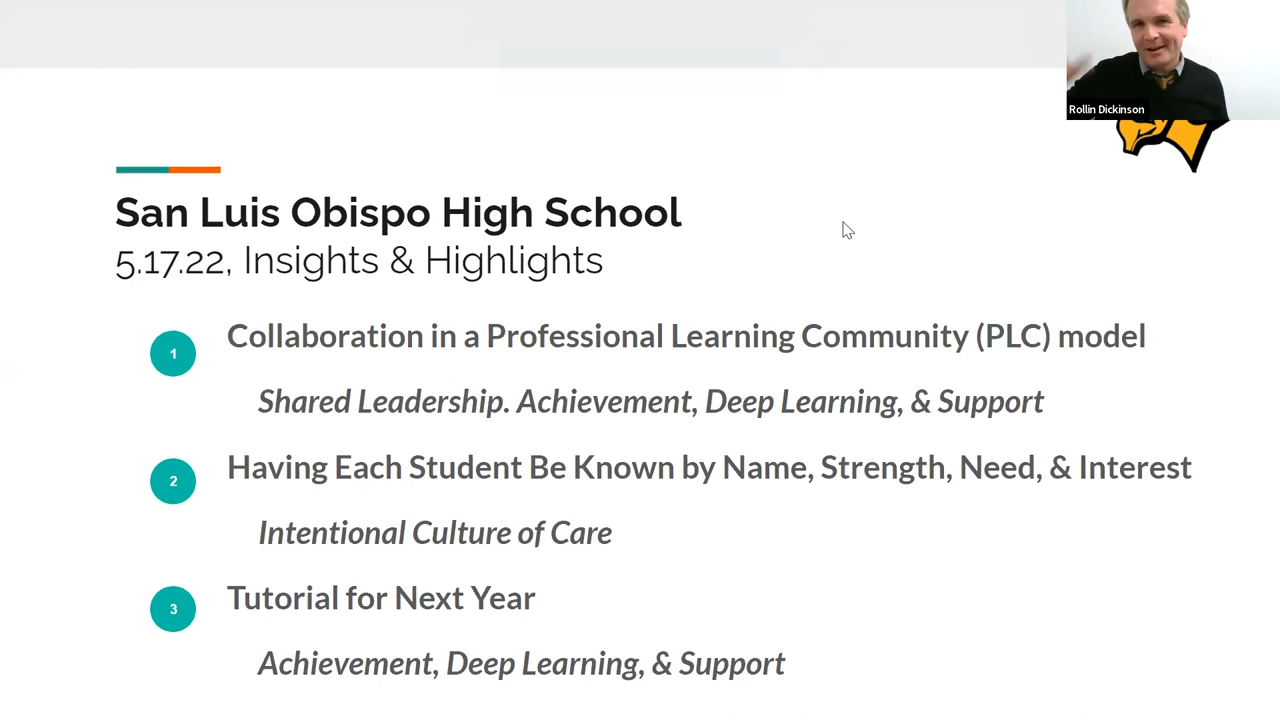 Rollin Dickinson
San Luis Obispo High School
5.17.22, Insights & Highlights
1
Collaboration in a Professional Learning Community (PLC) model
Shared Leadership. Achievement, Deep Learning, & Support
2
Having Each Student Be Known by Name, Strength, Need, & Interest
Intentional Culture of Care
3
Tutorial for Next Year
Achievement, Deep Learning, & Support